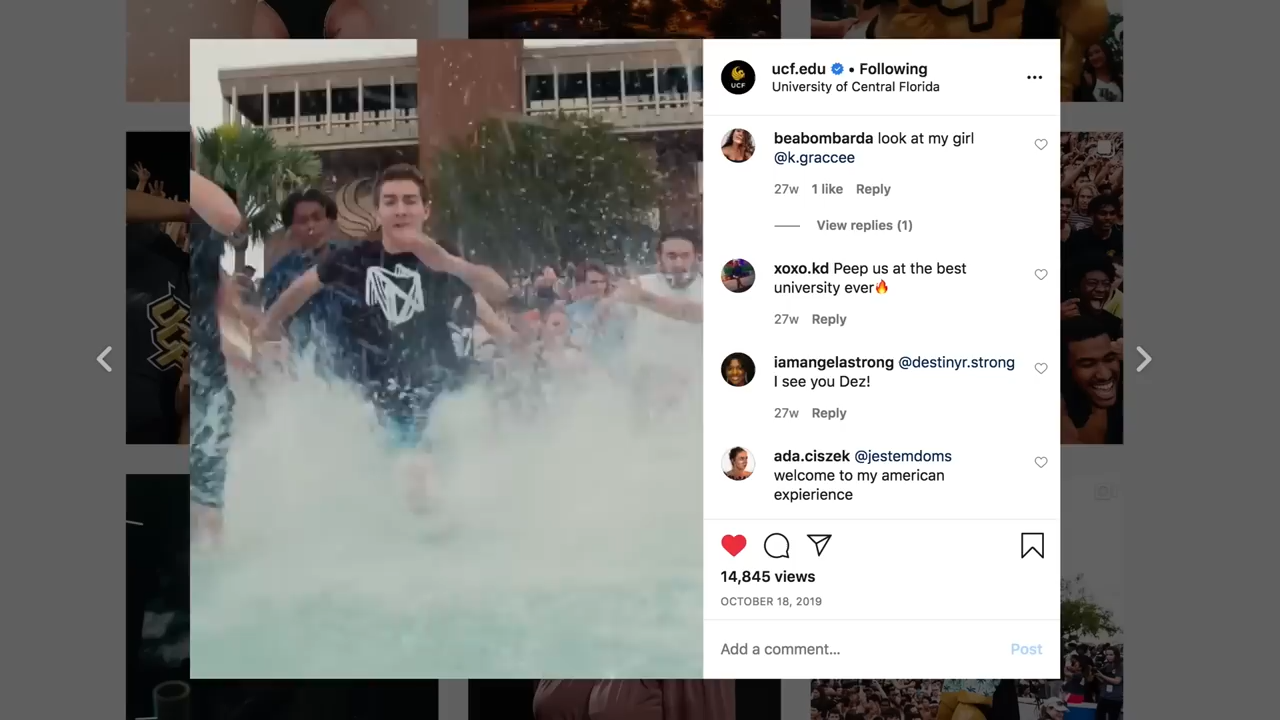 ucf.edu • Following
University of Central Florida
UCF
beabombarda look at my girl
@k.graccee
27w 1 like Reply
View replies (1)
xoxo.kd Peep us at the best
university ever🔥
27w Reply
iamangelastrong @destinyr.strong
I see you Dez!
27w Reply
ada.ciszek @jestemdoms
welcome to my american
expierience
14,845 views
OCTOBER 18, 2019
Add a comment... Post
UCF